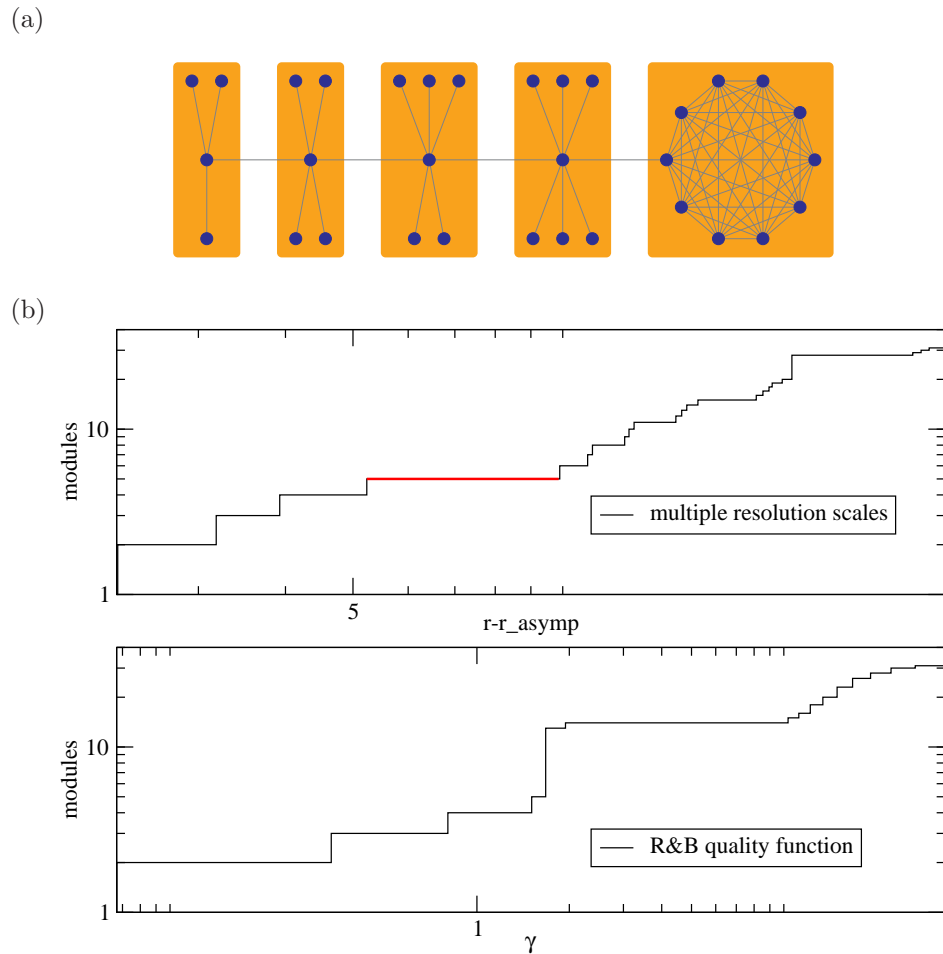 (a)
(b)
10
modules
multiple resolution scales
1
5
r-r_asymp
10
modules
R&B quality function
1
1
γ